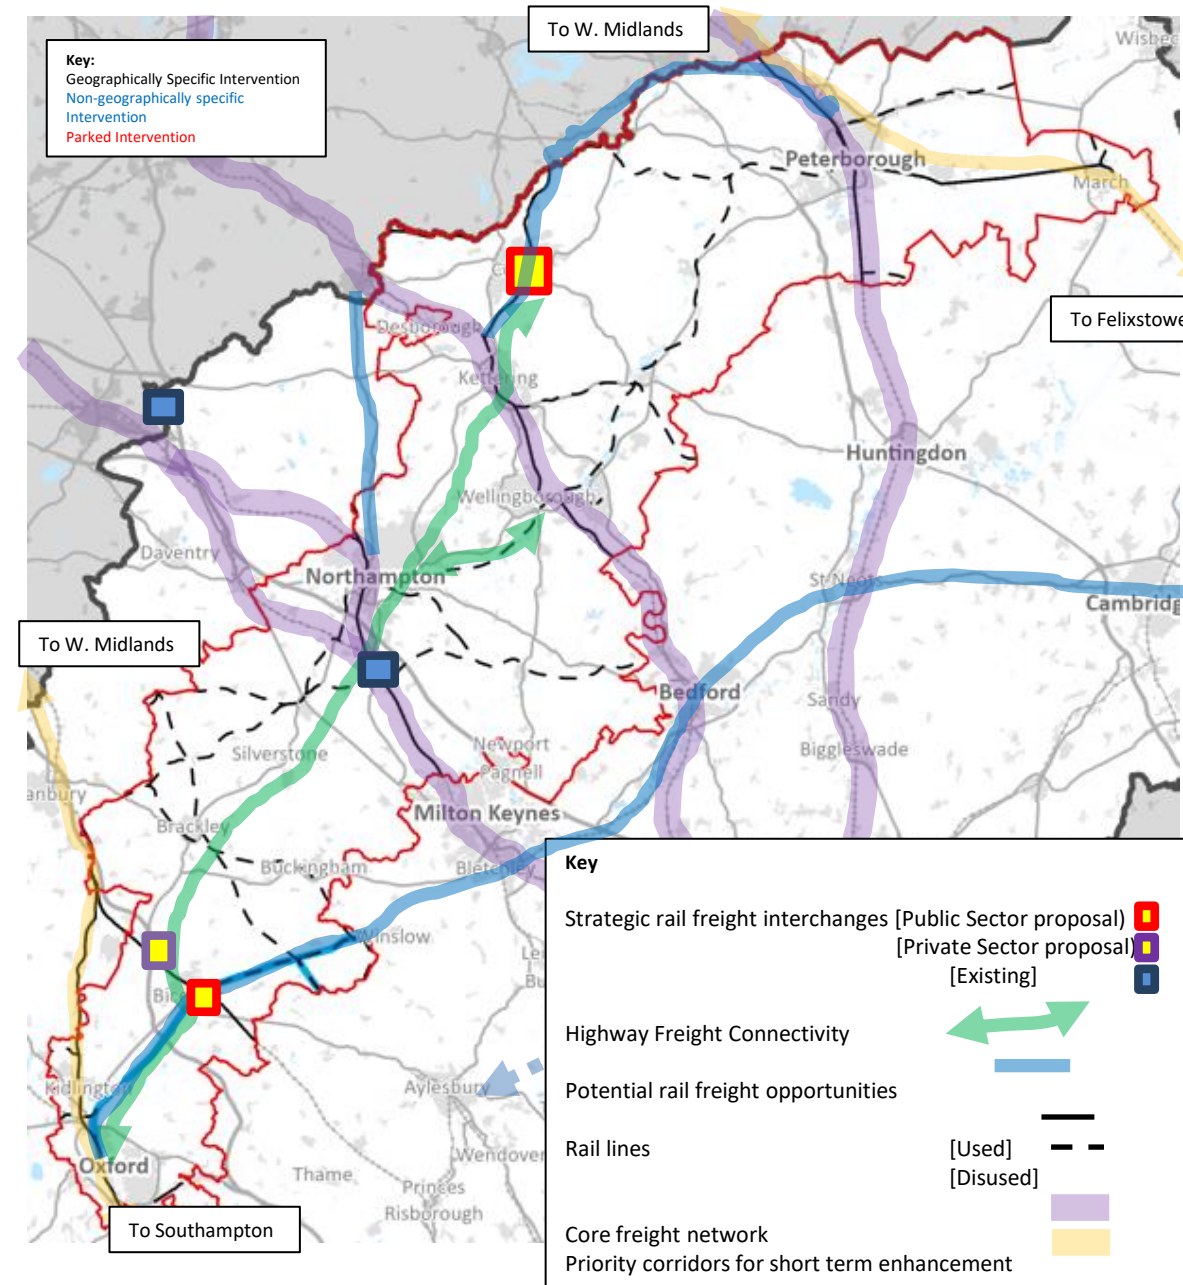 To W. Midlands
Key:
Geographically Specific Intervention
Non-geographically specific
Intervention
Parked Intervention
Peterborough
March
To Felixstowe
Desborough
Kettering
Huntingdon
Wellingborough
Daventry
Northampton
St Neots
To W. Midlands
Bedford
Sandy
Silverstone
Newport
Pagnell
Biggleswade
Milton Keynes
Brackley
Buckingham
Bletchley
Winslow
Kidlington
Aylesbury
Oxford
Thame
Princes
Risborough
To Southampton
Key
Strategic rail freight interchanges [Public Sector proposal)
[Private Sector proposal)
[Existing]
Highway Freight Connectivity
Potential rail freight opportunities
Rail lines
[Used]
[Disused]
Core freight network
Priority corridors for short term enhancement